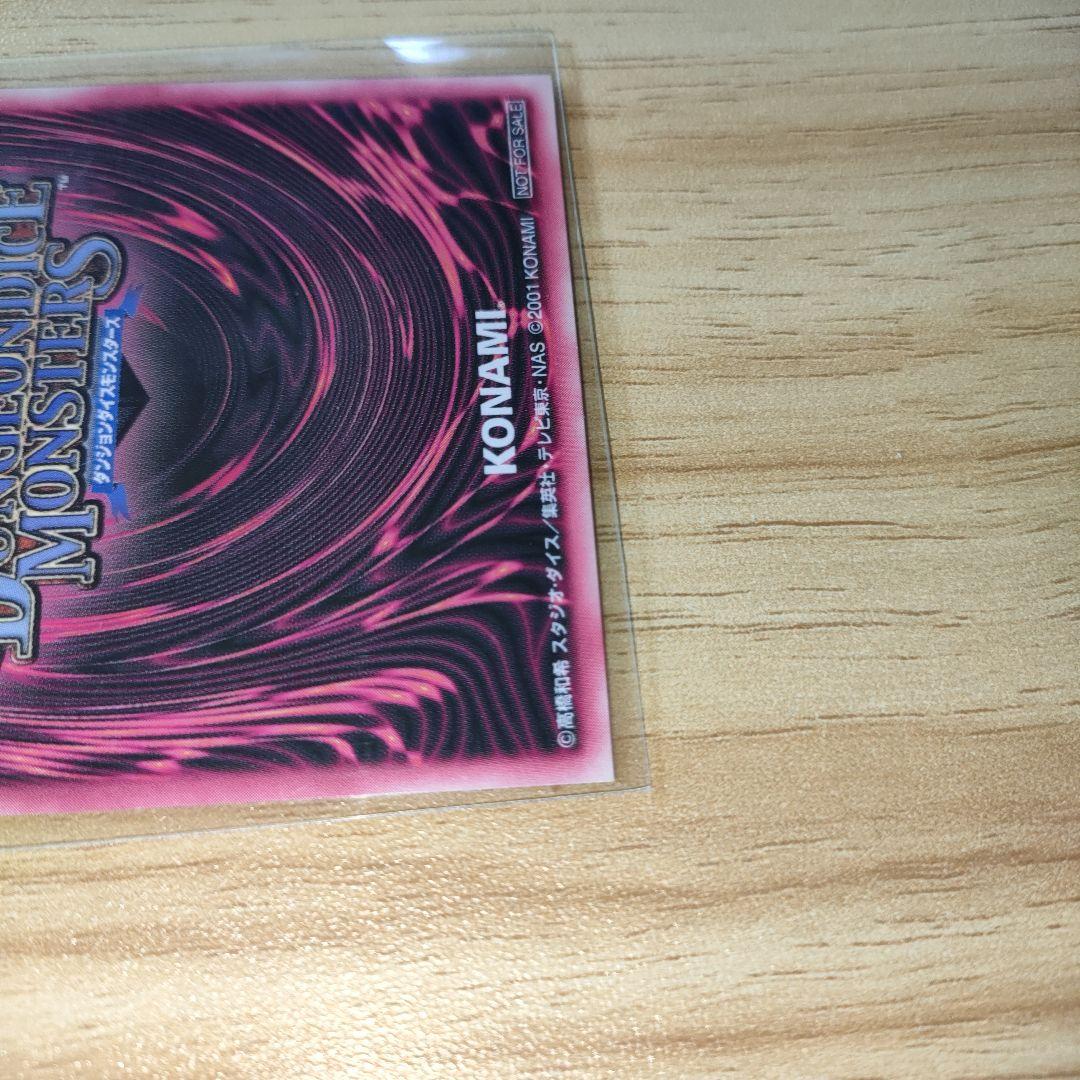 DUNGEONDICE
MONSTERS
TM
ダンジョンダイスモンスターズ
KONAMI®
NOT FOR SALE
©高橋和希 スタジオ・ダイス/集英社・テレビ東京・NAS ©2001 KONAMI